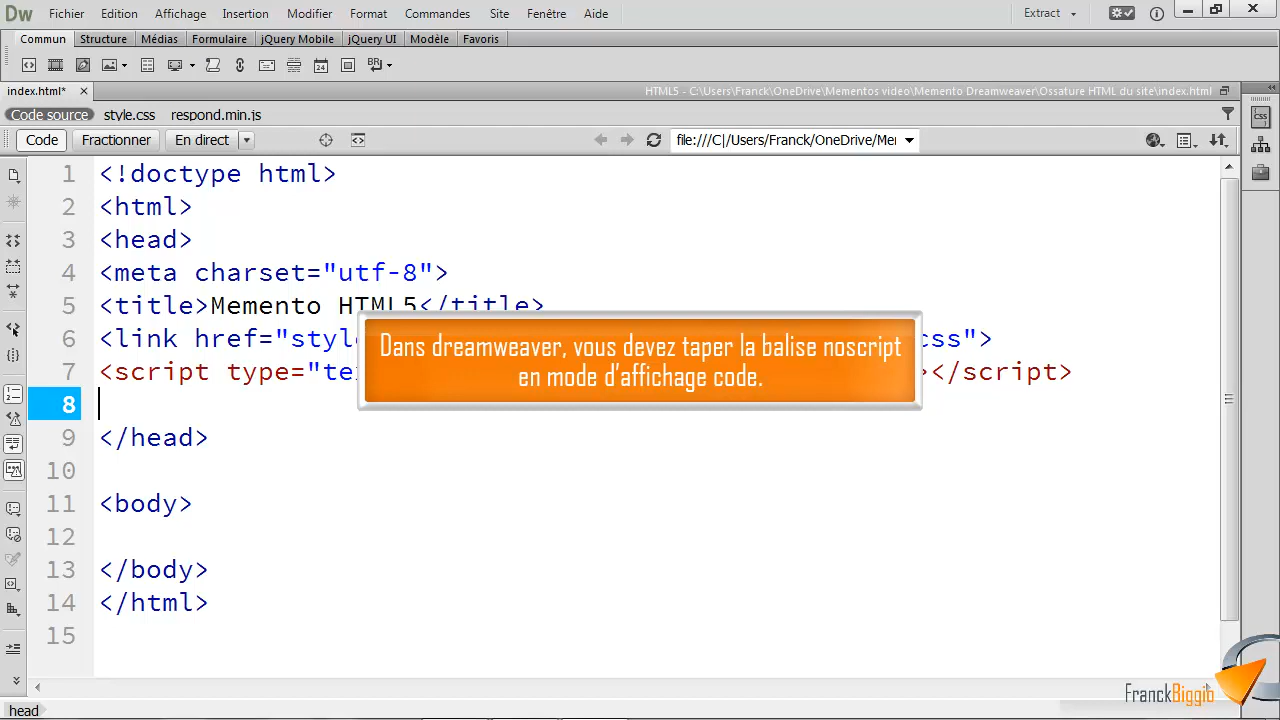 Dw Fichier Edition Affichage Insertion Modifier Format Commandes Site Fenêtre Aide Extract
Commun Structure Médias Formulaire jQuery Mobile jQuery UI Modèle Favoris
index.html* HTML5 - C:\Users\Franck\OneDrive\Mementos video\Memento Dreamweaver\Ossature HTML du site\index.html
Code source style.css respond.min.js
Code Fractionner En direct file:///C|/Users/Franck/OneDrive/Mer
1 <!doctype html>
2 <html>
3 <head>
4 <meta charset="utf-8">
5 <title>Memento HTML5</title>
6 <link href="style css">
7 <script type="tex ></script>
Dans dreamweaver, vous devez taper la balise noscript
en mode d'affichage code.
8
9 </head>
10
11 <body>
12
13 </body>
14 </html>
15
FranckBiggio
head